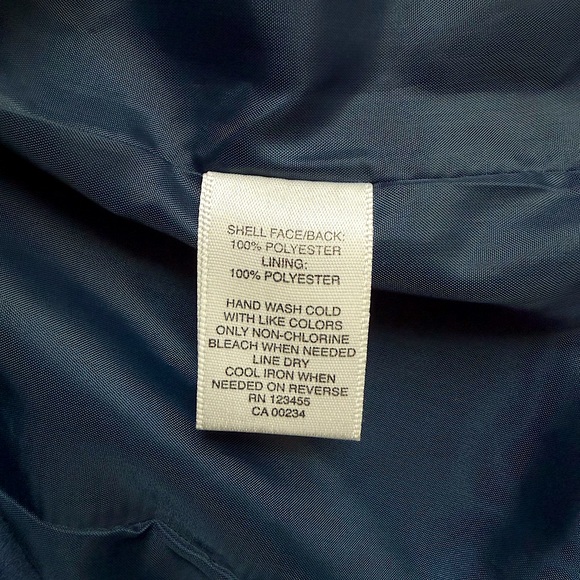 SHELL FACE/BACK:
100% POLYESTER
LINING:
100% POLYESTER
HAND WASH COLD
WITH LIKE COLORS
ONLY NON-CHLORINE
BLEACH WHEN NEEDED
LINE DRY
COOL IRON WHEN
NEEDED ON REVERSE
RN 123455
CA 00234